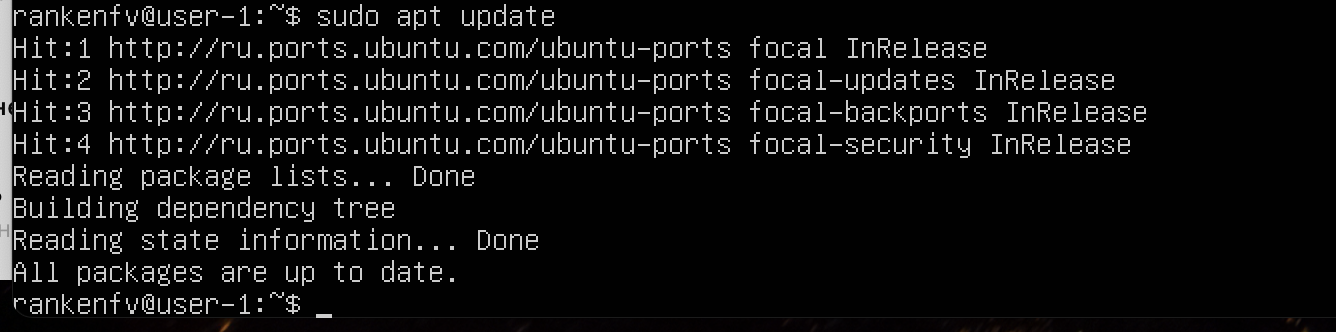 rankenfv@user-1:~$ sudo apt update
Hit:1 http://ru.ports.ubuntu.com/ubuntu-ports focal InRelease
Hit:2 http://ru.ports.ubuntu.com/ubuntu-ports focal-updates InRelease
Hit:3 http://ru.ports.ubuntu.com/ubuntu-ports focal-backports InRelease
Hit:4 http://ru.ports.ubuntu.com/ubuntu-ports focal-security InRelease
Reading package lists... Done
Building dependency tree
Reading state information... Done
All packages are up to date.
rankenfv@user-1:~$ _